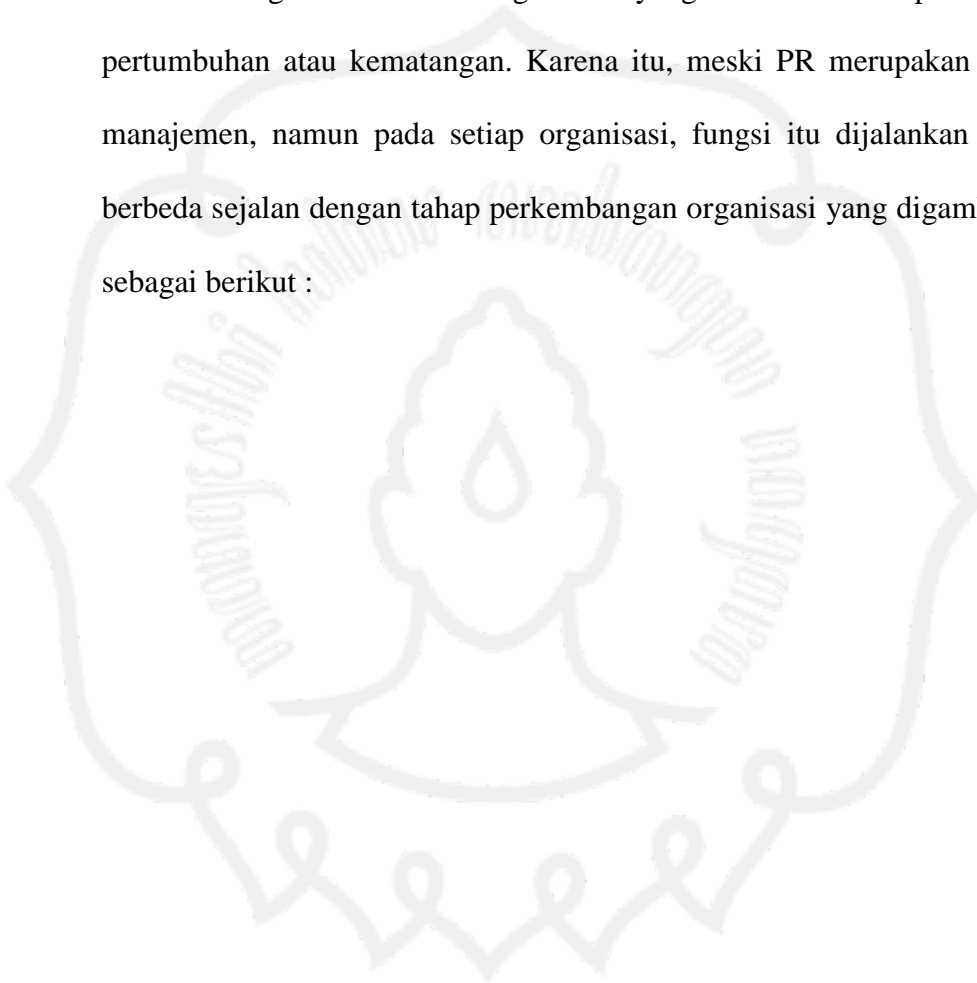 pertumbuhan atau kematangan. Karena itu, meski PR merupakan
manajemen, namun pada setiap organisasi, fungsi itu dijalankan
berbeda sejalan dengan tahap perkembangan organisasi yang digam
sebagai berikut :